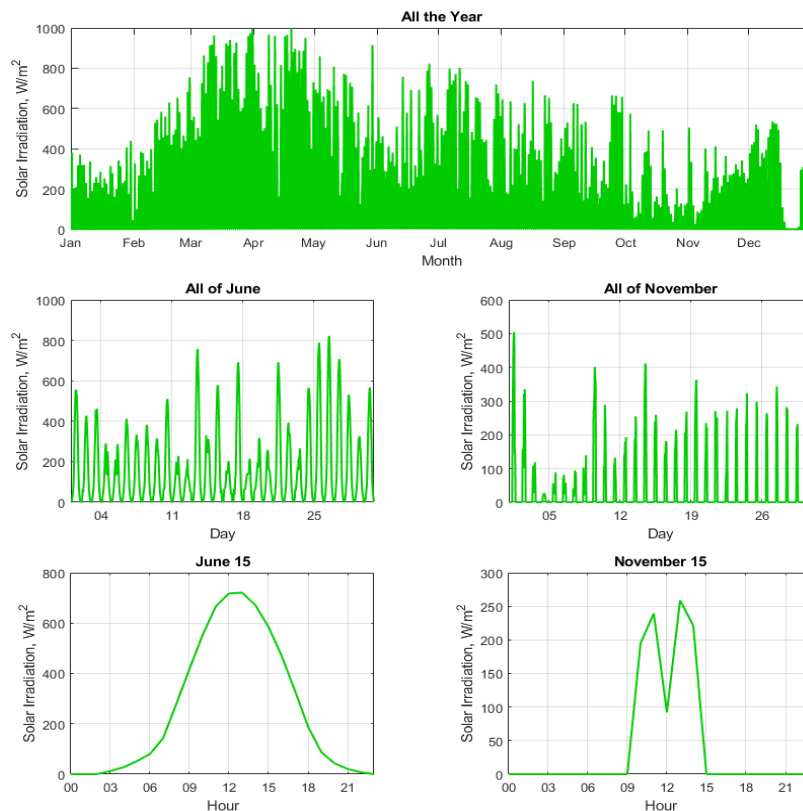 All the Year
1000
800
600
400
200
0
Solar Irradiation, W/m²
Jan Feb Mar Apr May Jun Jul Aug Sep Oct Nov Dec
Month
All of June
1000
800
600
400
200
0
Solar Irradiation, W/m²
04 11 18 25
Day
All of November
600
500
400
300
200
100
0
Solar Irradiation, W/m²
05 12 19 26
Day
June 15
800
600
400
200
0
Solar Irradiation, W/m²
00 03 06 09 12 15 18 21
Hour
November 15
300
250
200
150
100
50
0
Solar Irradiation, W/m²
00 03 06 09 12 15 18 21
Hour